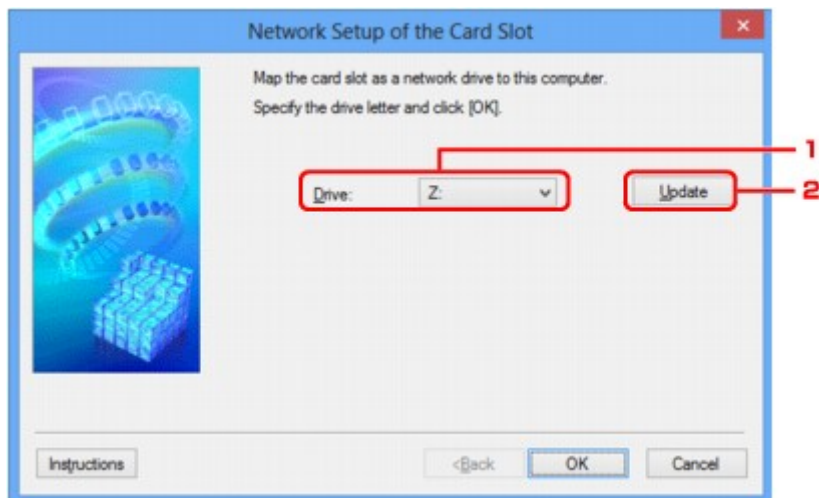 Network Setup of the Card Slot
Map the card slot as a network drive to this computer.
Specify the drive letter and click [OK].
1
Drive: Z: Update
2
Instructions <Back OK Cancel